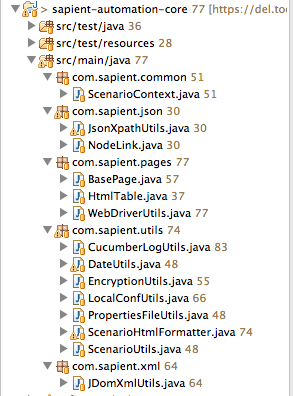 > sapient-automation-core 77 [https://del.too
src/test/java 36
src/test/resources 28
src/main/java 77
com.sapient.common 51
ScenarioContext.java 51
com.sapient.json 30
JsonXpathUtils.java 30
NodeLink.java 30
com.sapient.pages 77
BasePage.java 57
HtmlTable.java 37
WebDriverUtils.java 77
com.sapient.utils 74
CucumberLogUtils.java 83
DateUtils.java 48
EncryptionUtils.java 55
LocalConfUtils.java 66
PropertiesFileUtils.java 48
ScenarioHtmlFormatter.java 74
ScenarioUtils.java 48
com.sapient.xml 64
JDomXmlUtils.java 64